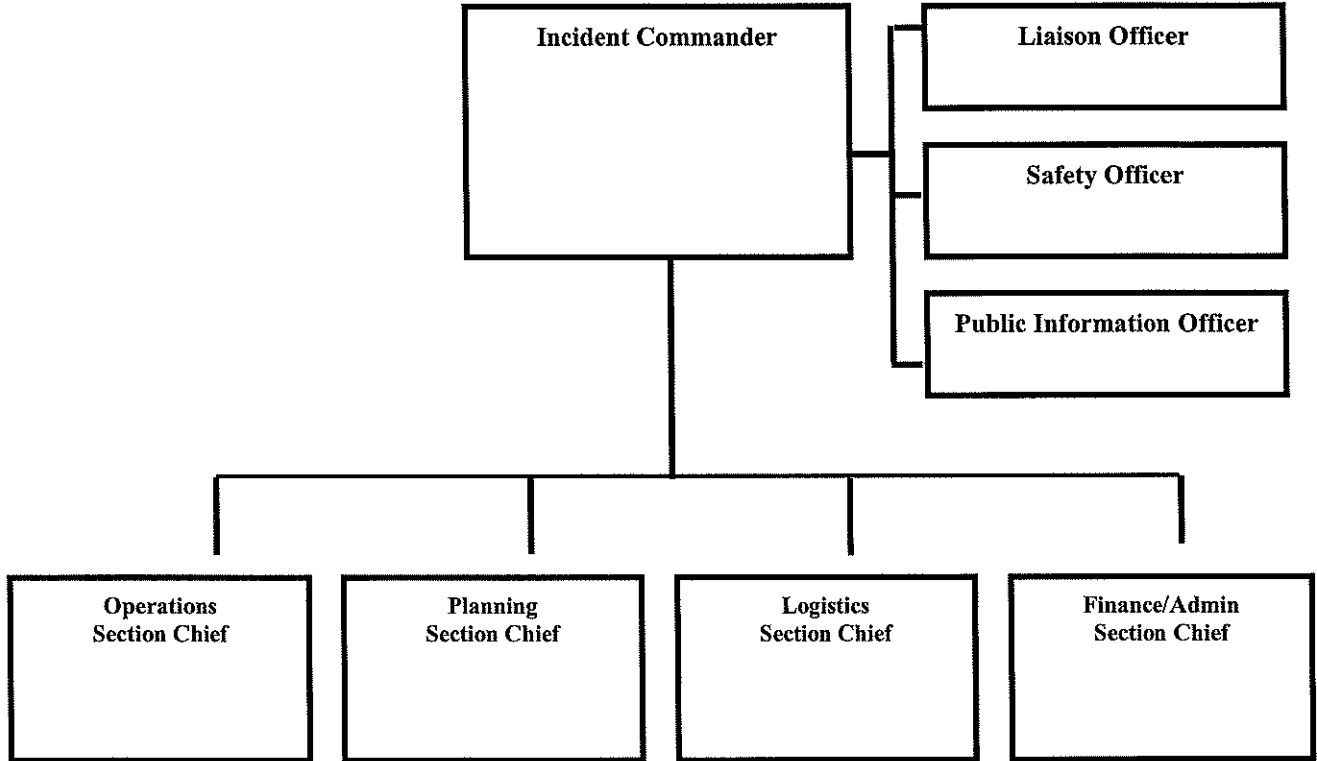 Incident Commander
Liaison Officer
Safety Officer
Public Information Officer
Operations
Section Chief
Planning
Section Chief
Logistics
Section Chief
Finance/Admin
Section Chief